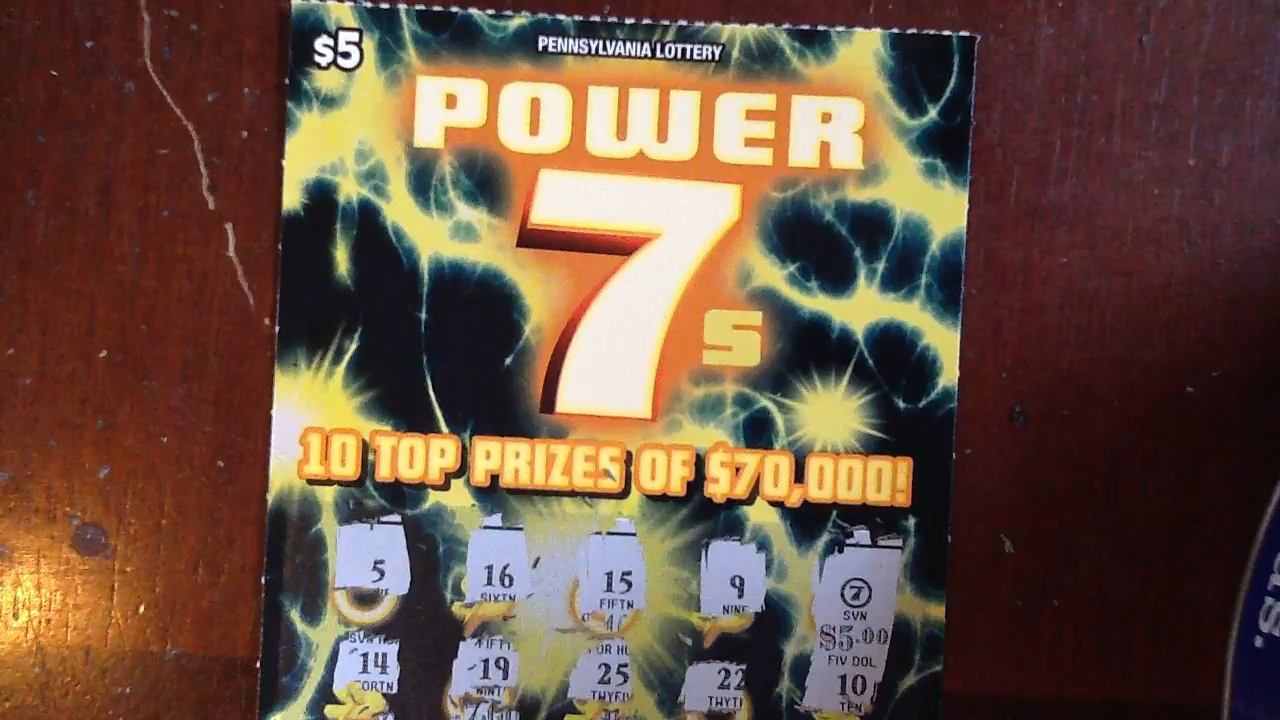 $5
PENNSYLVANIA LOTTERY
POWER
7s
10 TOP PRIZES OF $70,000!
5 16 15 9 7
SIXTN FIFTN NINE SVN
$5.00
FIV DOL
14 19 25 22 10
TEN